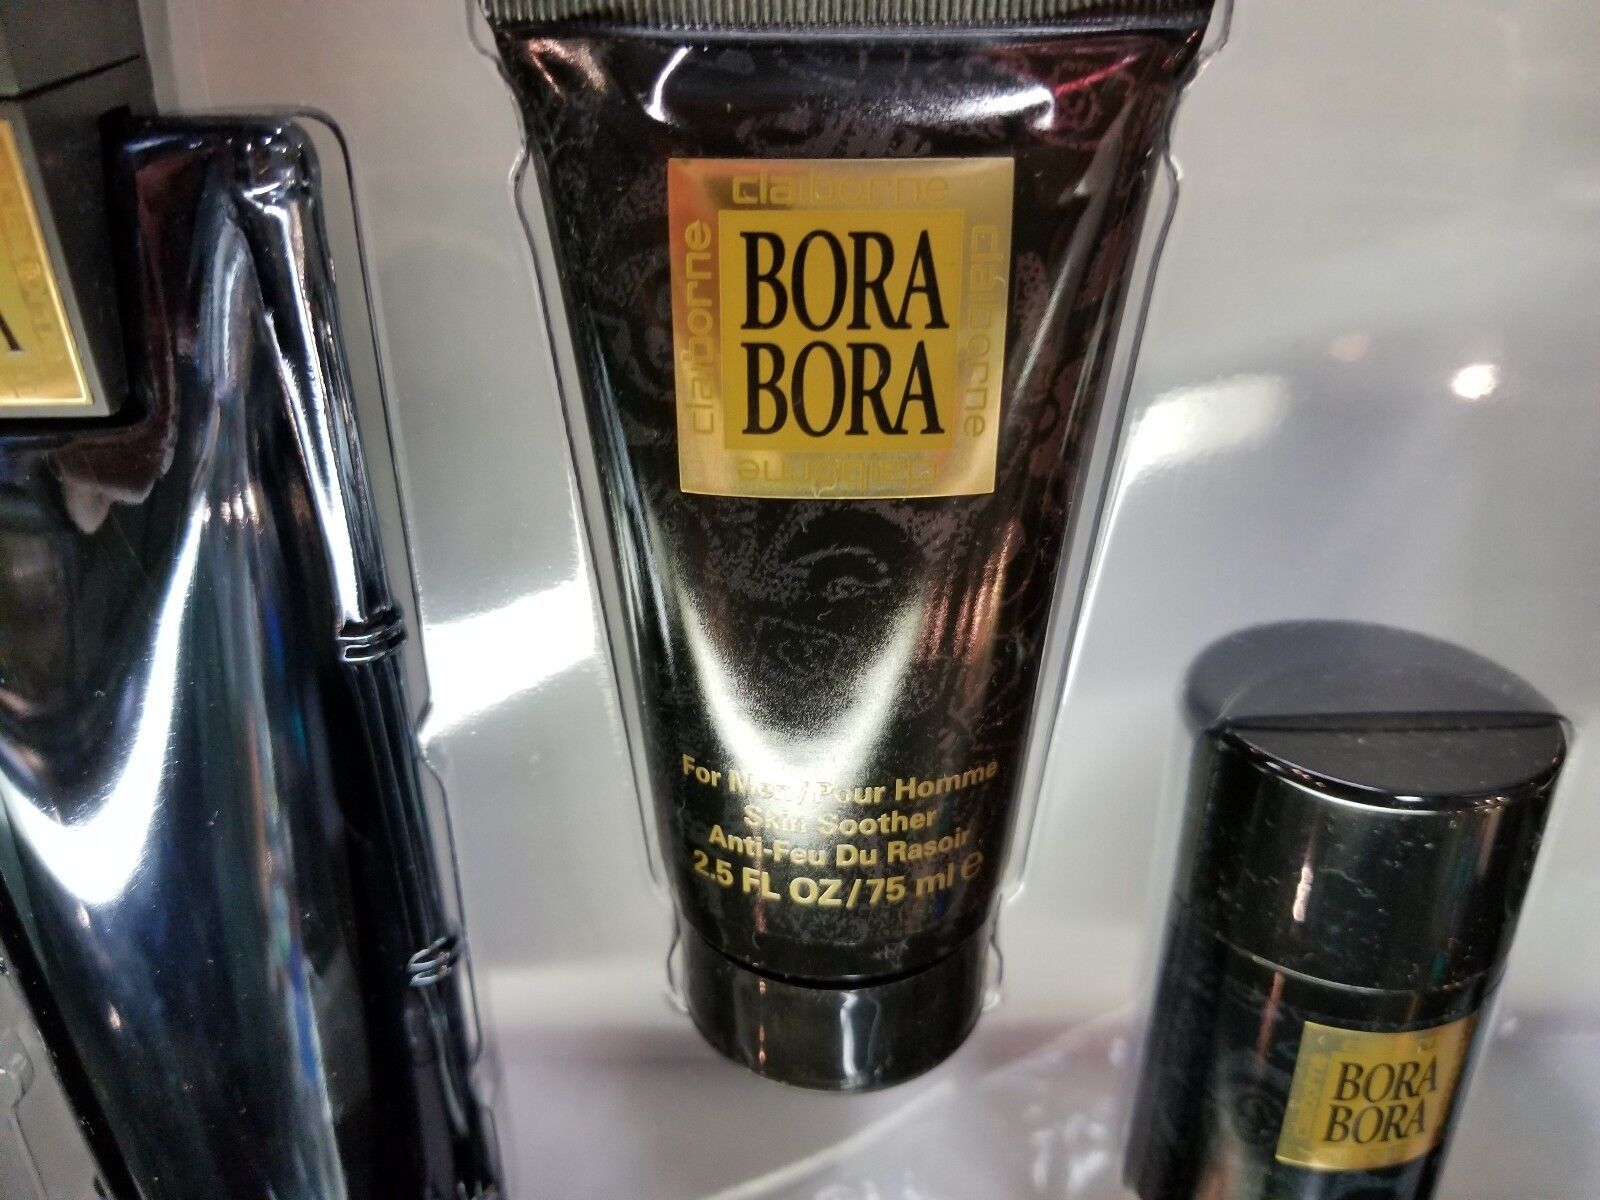 claiborne
claiborne
claiborne
BORA
BORA
claiborne
For Men/Pour Homme
Skin Soother
Anti-Feu Du Rasoir
2.5 FL OZ/75 ml e
BORA
BORA